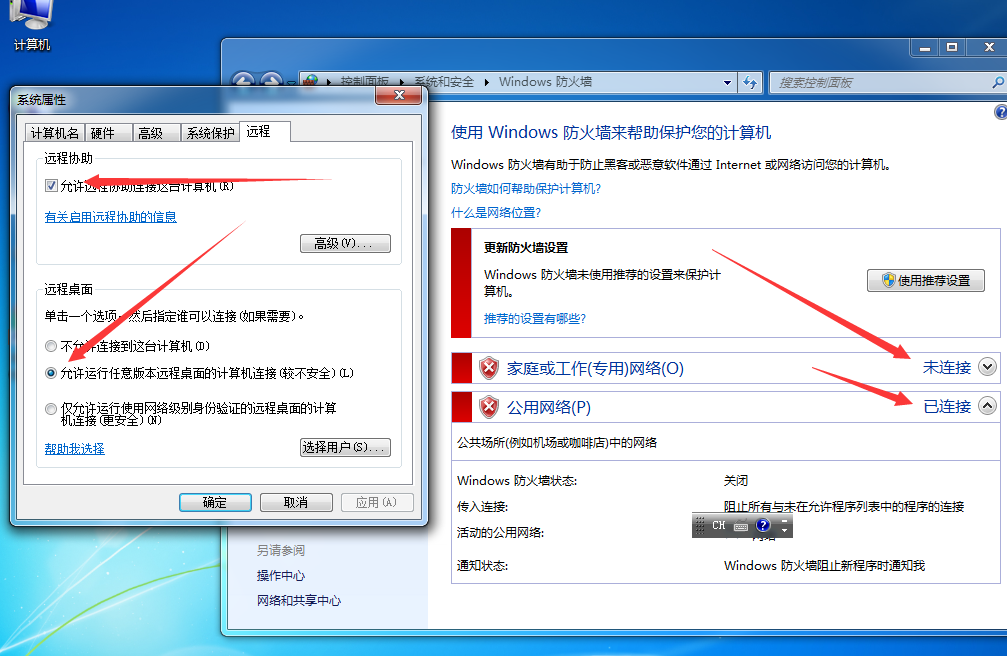 计算机
控制面板 系统和安全 Windows 防火墙
搜索控制面板
系统属性
计算机名 硬件 高级 系统保护 远程
远程协助
允许远程协助连接这台计算机(R)
有关启用远程协助的信息
高级(V)...
远程桌面
单击一个选项，然后指定谁可以连接(如果需要)。
不允许连接到这台计算机(D)
允许运行任意版本远程桌面的计算机连接(较不安全)(L)
仅允许运行使用网络级别身份验证的远程桌面的计算
机连接(更安全)(N)
帮助我选择
选择用户(S)...
确定 取消 应用(A)
另请参阅
操作中心
网络和共享中心
使用 Windows 防火墙来帮助保护您的计算机
Windows 防火墙有助于防止黑客或恶意软件通过 Internet 或网络访问您的计算机。
防火墙如何帮助保护计算机?
什么是网络位置?
更新防火墙设置
Windows 防火墙未使用推荐的设置来保护计
算机。
使用推荐设置
推荐的设置有哪些?
家庭或工作(专用)网络(O) 未连接
公用网络(P) 已连接
公共场所(例如机场或咖啡店)中的网络
Windows 防火墙状态: 关闭
传入连接: 阻止所有与未在允许程序列表中的程序的连接
CH
活动的公用网络: 网络
通知状态: Windows 防火墙阻止新程序时通知我